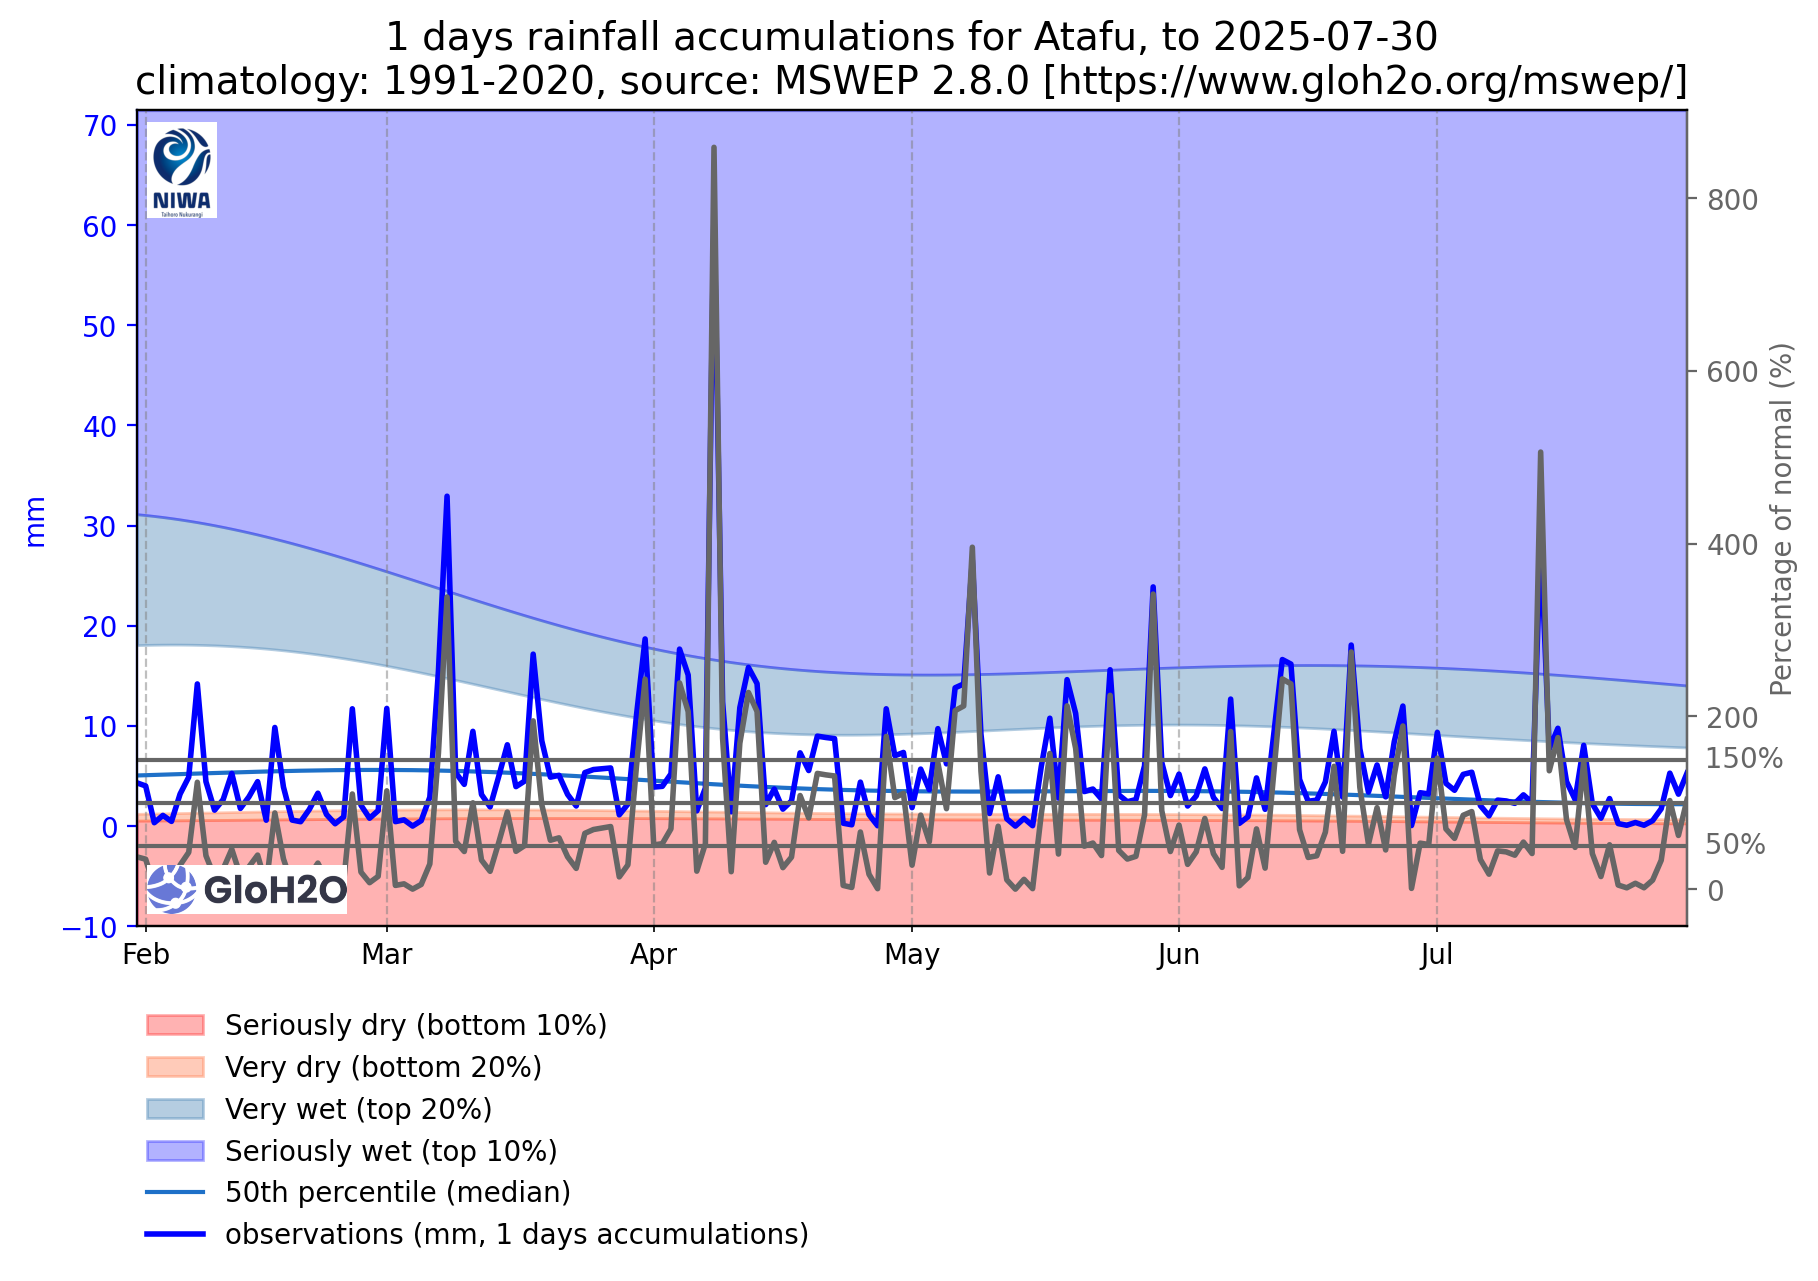 1 days rainfall accumulations for Atafu, to 2025-07-30
climatology: 1991-2020, source: MSWEP 2.8.0 [https://www.gloh2o.org/mswep/]
70
60
50
40
30
20
10
0
−10
mm
NIWA
Taihoro Nukurangi
GloH2O
800
600
400
200
150%
50%
0
Percentage of normal (%)
Feb
Mar
Apr
May
Jun
Jul
Seriously dry (bottom 10%)
Very dry (bottom 20%)
Very wet (top 20%)
Seriously wet (top 10%)
50th percentile (median)
observations (mm, 1 days accumulations)